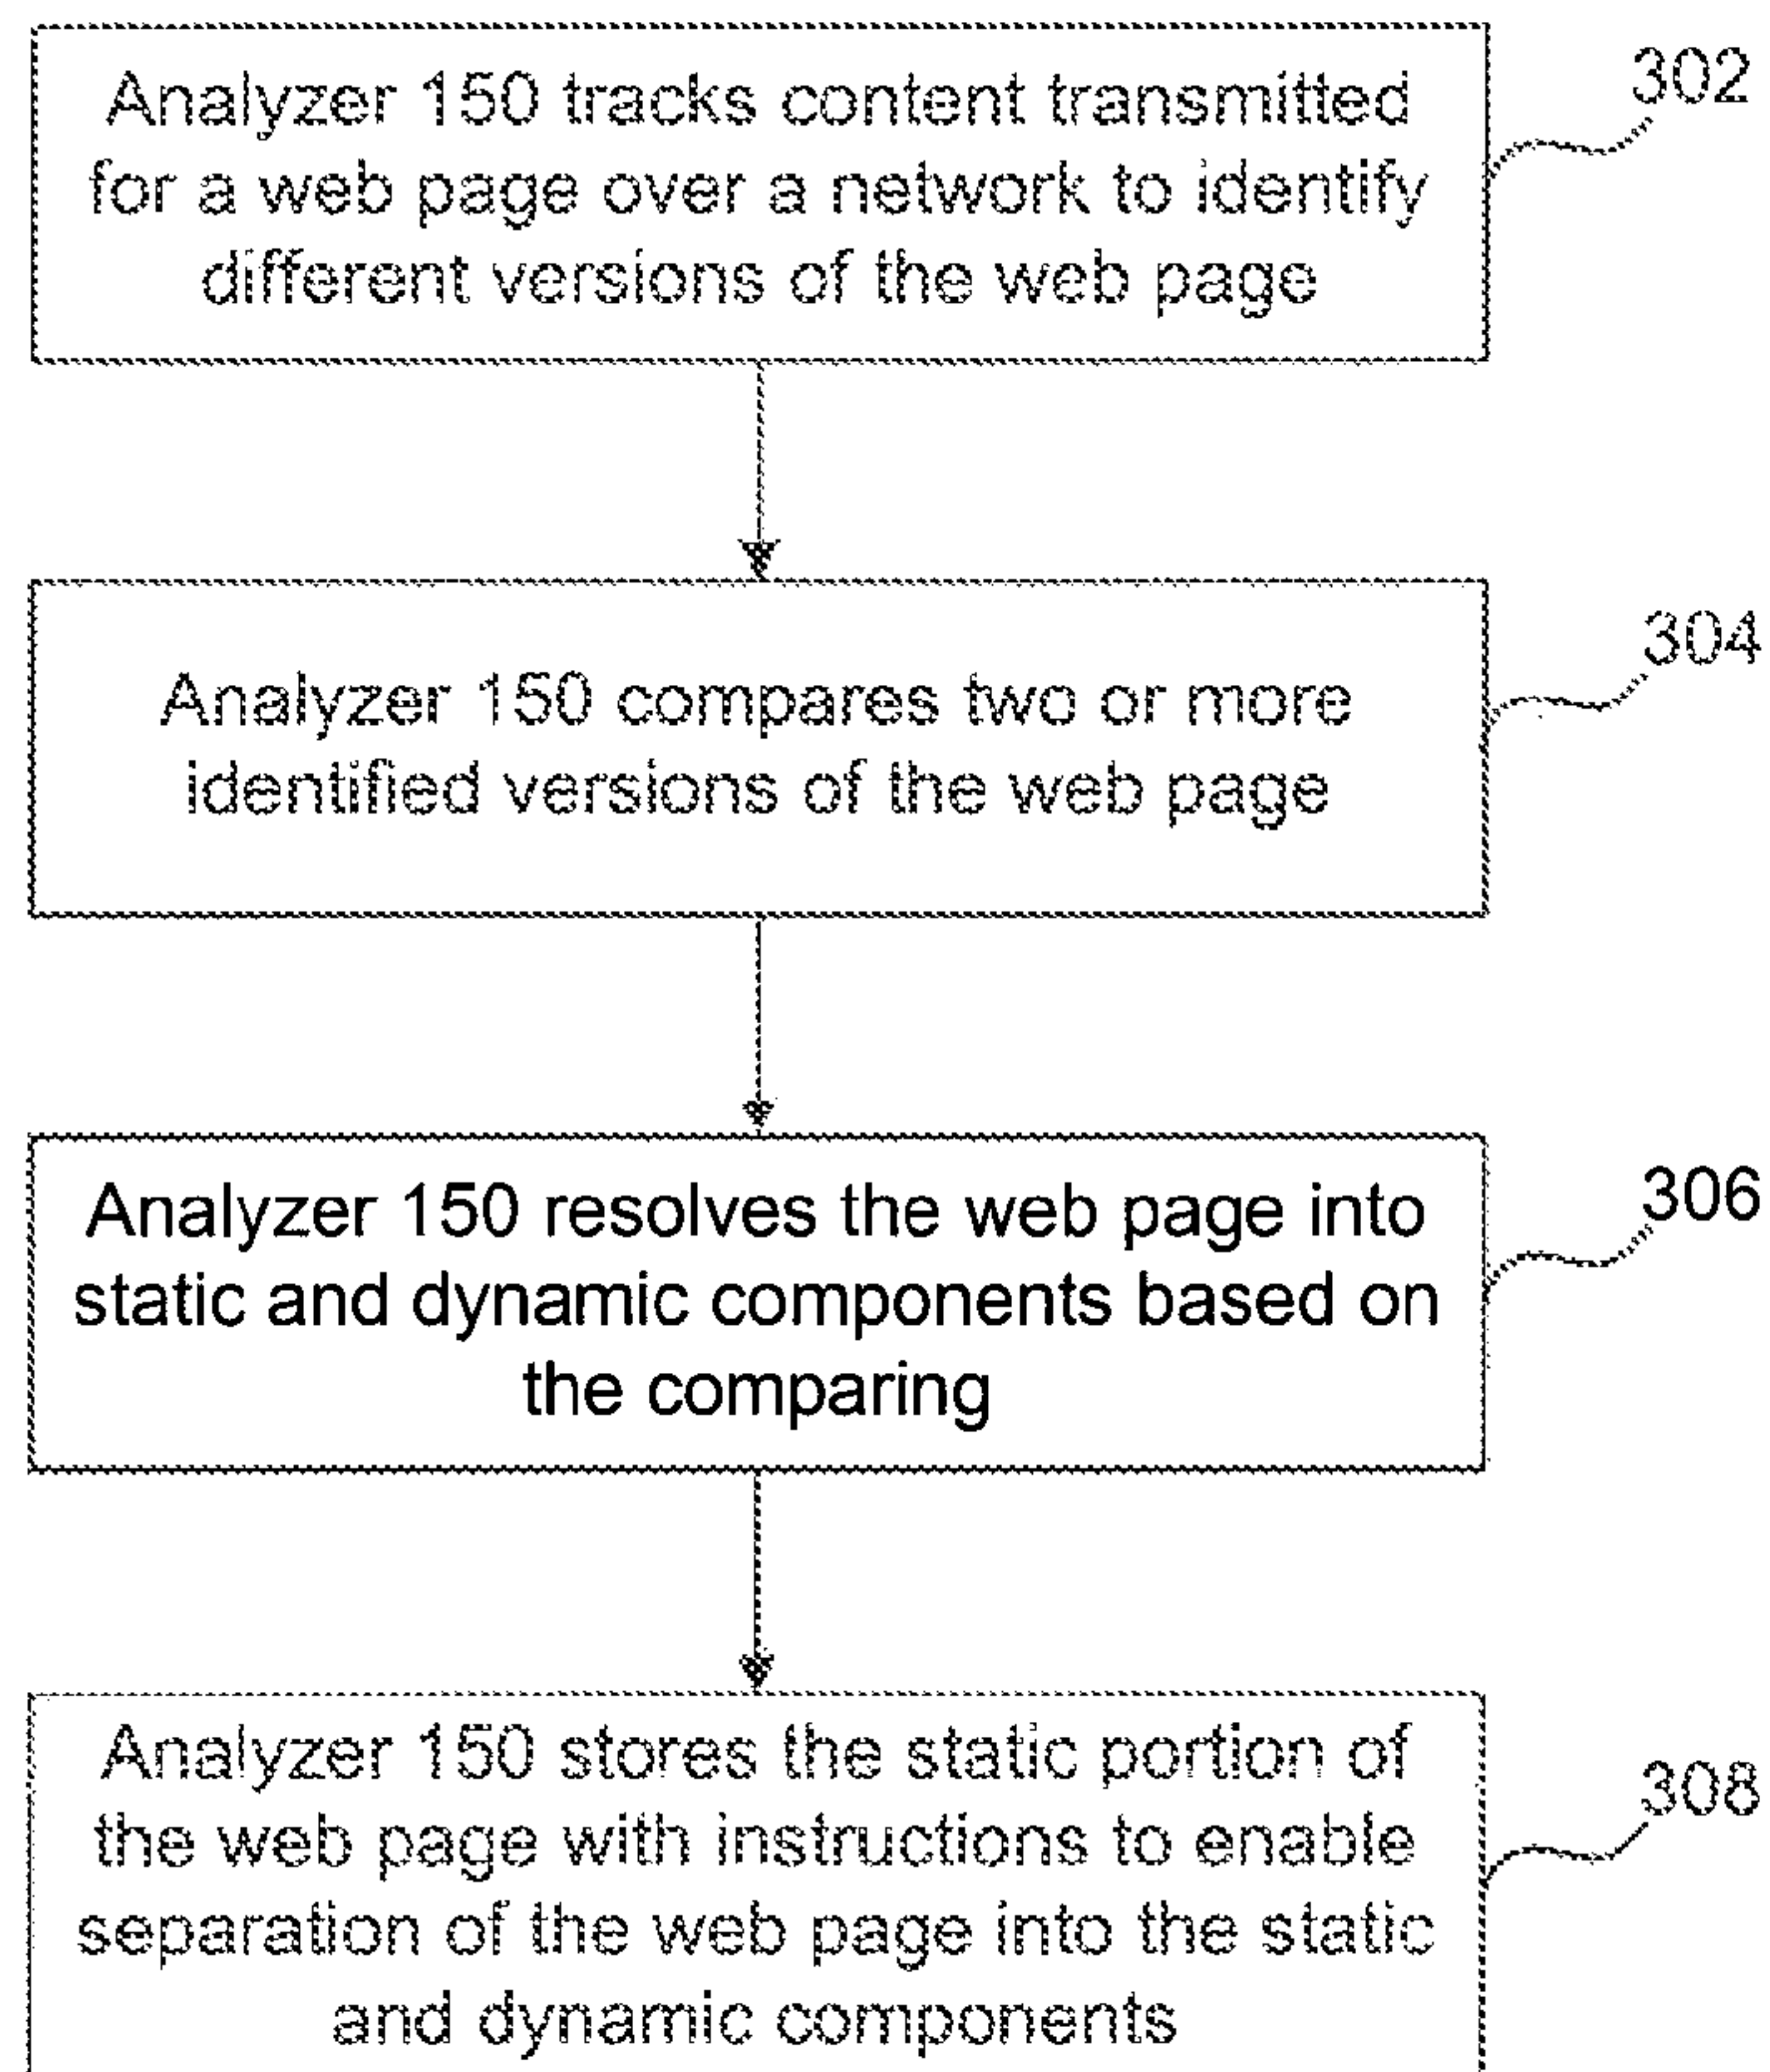 Analyzer 150 tracks content transmitted
for a web page over a network to identify
different versions of the web page
302
Analyzer 150 compares two or more
identified versions of the web page
304
Analyzer 150 resolves the web page into
static and dynamic components based on
the comparing
306
Analyzer 150 stores the static portion of
the web page with instructions to enable
separation of the web page into the static
and dynamic components
308